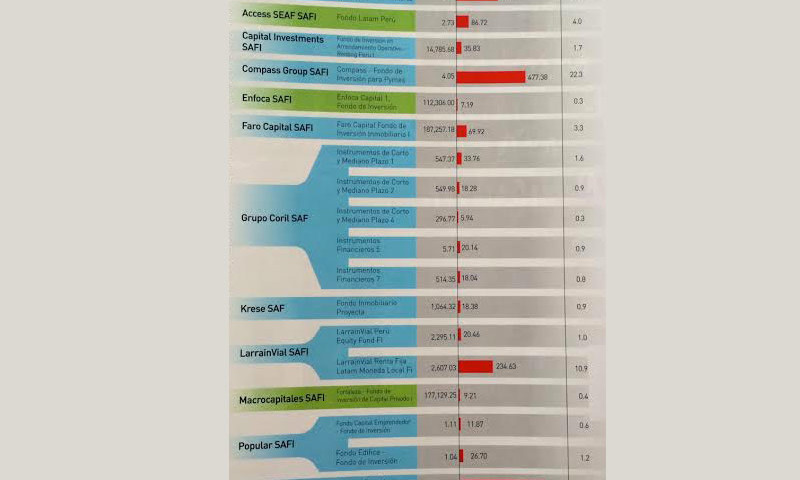 Access SEAF SAFI
Fondo Latam Perú
2.73 86.72 4.0
Capital Investments
SAFI
Fondo de Inversión en
Arrendamiento Operativo -
Leasing Perú I
14,785.68 35.83 1.7
Compass Group SAFI
Compass - Fondo de
Inversión para Pymes
4.05 477.38 22.3
Enfoca SAFI
Enfoca Capital 1,
Fondo de Inversión
112,306.00 7.19 0.3
Faro Capital SAFI
Faro Capital Fondo de
Inversión Inmobiliario I
187,257.18 69.92 3.3
Grupo Coril SAF
Instrumentos de Corto
y Mediano Plazo 1
547.37 33.76 1.6
Instrumentos de Corto
y Mediano Plazo 2
549.98 18.28 0.9
Instrumentos de Corto
y Mediano Plazo 4
296.77 5.94 0.3
Instrumentos
Financieros 5
5.71 20.14 0.9
Instrumentos
Financieros 7
514.35 18.04 0.8
Krese SAF
Fondo Inmobiliario
Proyecta
1,064.32 18.38 0.9
LarrainVial SAFI
LarrainVial Perú
Equity Fund FI
2,295.11 20.46 1.0
LarrainVial Renta Fija
Latam Moneda Local FI
2,607.03 234.63 10.9
Macrocapitales SAFI
Fortaleza - Fondo de
Inversión de Capital Privado I
177,129.25 9.21 0.4
Popular SAFI
Fondo Capital Emprendedor
- Fondo de Inversión
1.11 11.87 0.6
Fondo Edifica -
Fondo de Inversión
1.04 26.70 1.2